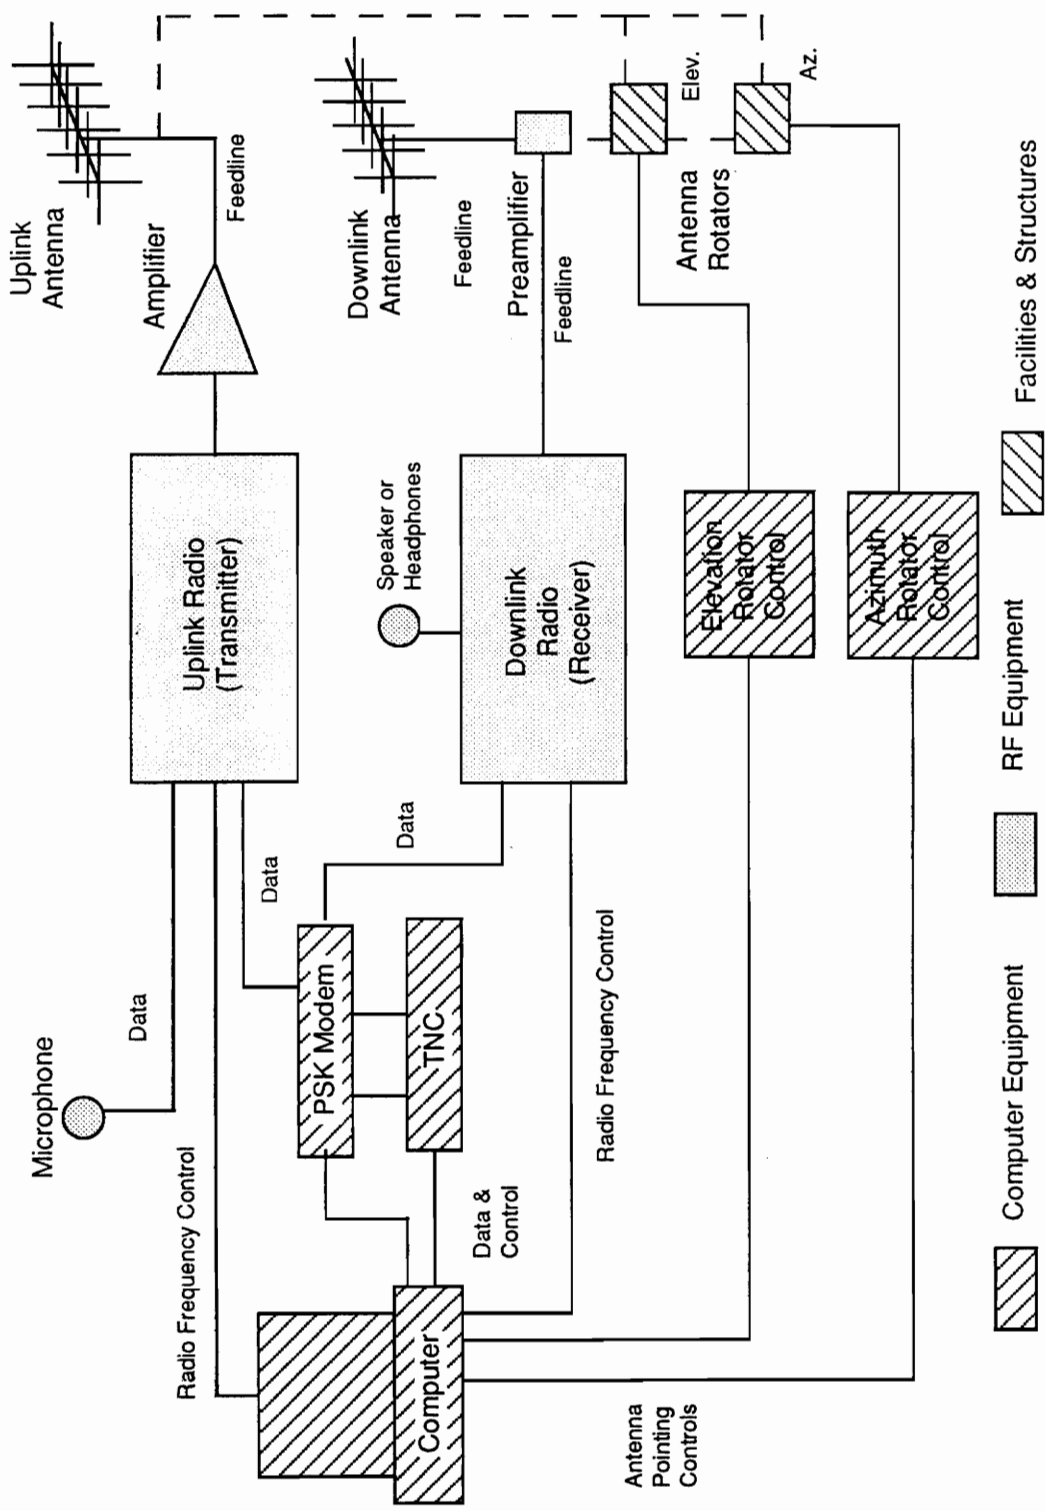 Microphone
Data
Radio Frequency Control
Uplink Radio
(Transmitter)
Amplifier
Feedline
Uplink
Antenna
Data
PSK Modem
TNC
Data
Speaker or
Headphones
Downlink
Radio
(Receiver)
Feedline
Preamplifier
Feedline
Downlink
Antenna
Computer
Data &
Control
Radio Frequency Control
Antenna
Pointing
Controls
Elevation
Rotator
Control
Azimuth
Rotator
Control
Antenna
Rotators
Elev.
Az.
Computer Equipment
RF Equipment
Facilities & Structures